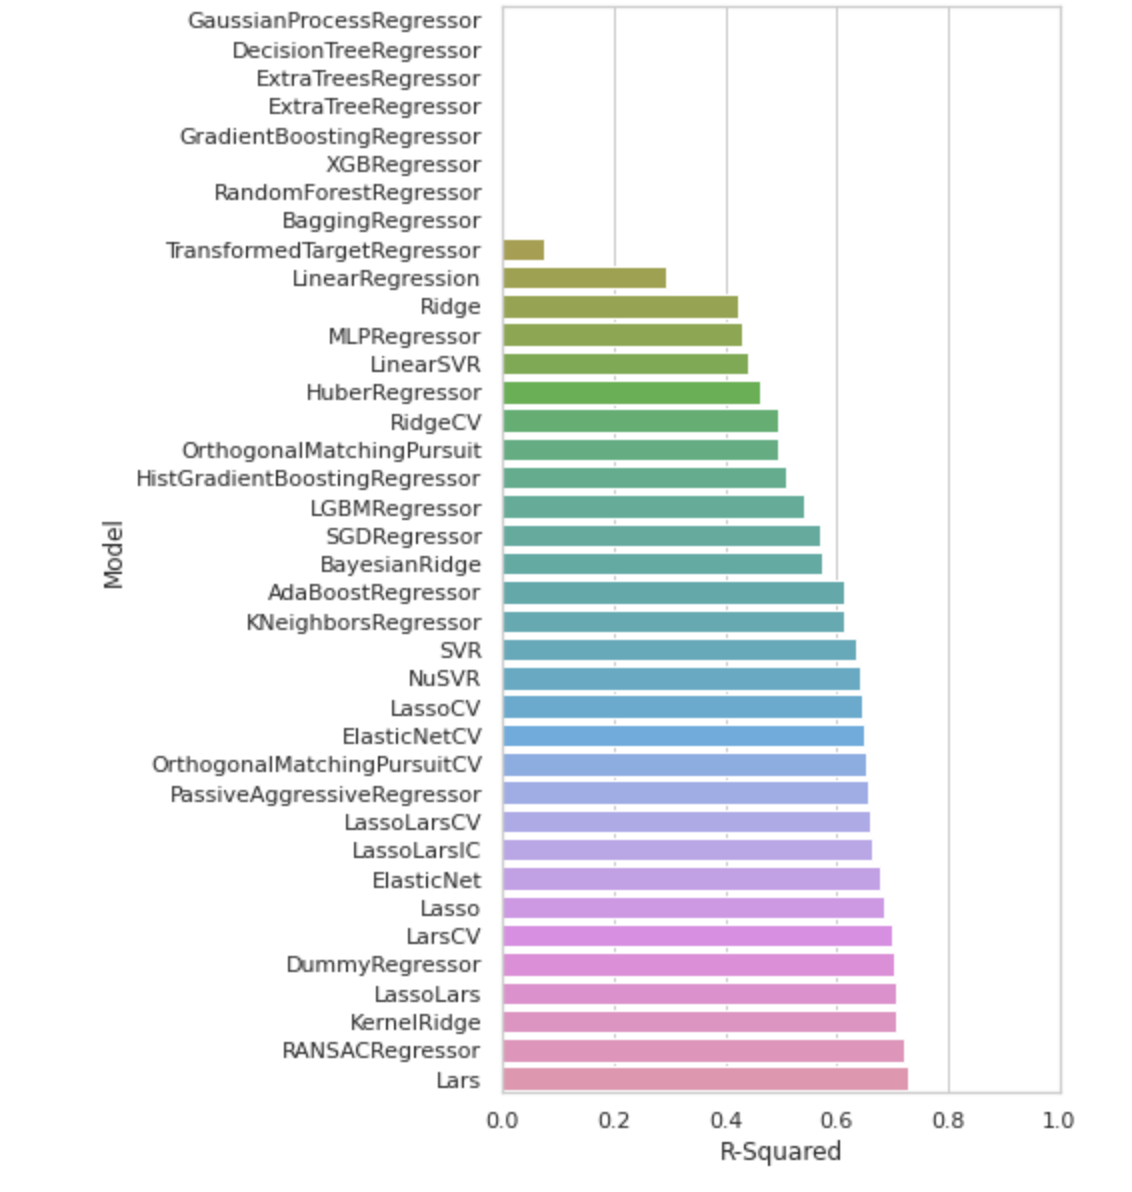 GaussianProcessRegressor
DecisionTreeRegressor
ExtraTreesRegressor
ExtraTreeRegressor
GradientBoostingRegressor
XGBRegressor
RandomForestRegressor
BaggingRegressor
TransformedTargetRegressor
LinearRegression
Ridge
MLPRegressor
LinearSVR
HuberRegressor
RidgeCV
OrthogonalMatchingPursuit
HistGradientBoostingRegressor
LGBMRegressor
SGDRegressor
BayesianRidge
AdaBoostRegressor
KNeighborsRegressor
SVR
NuSVR
LassoCV
ElasticNetCV
OrthogonalMatchingPursuitCV
PassiveAggressiveRegressor
LassoLarsCV
LassoLarsIC
ElasticNet
Lasso
LarsCV
DummyRegressor
LassoLars
KernelRidge
RANSACRegressor
Lars
Model
0.0 0.2 0.4 0.6 0.8 1.0
R-Squared